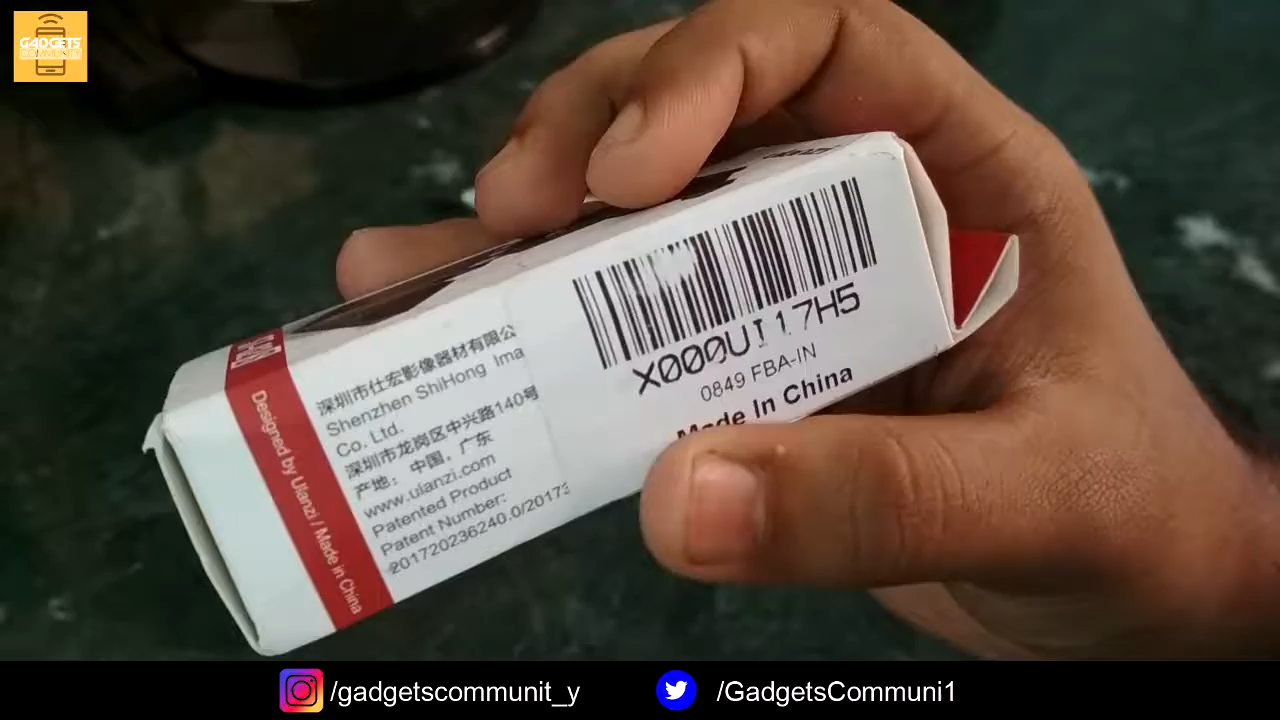 GADGETS
COMMUNITY
深圳市仕宏影像器材有限公
Shenzhen ShiHong Ima
Co. Ltd.
深圳市龙岗区中兴路140号
产地： 中国。广东
www.ulanzi.com
Patented Product
Patent Number:
201720236240.0/20173
Designed by Ulanzi / Made in China
X000UI17H5
0849 FBA-IN
Made In China
/gadgetscommunit_y
/GadgetsCommuni1